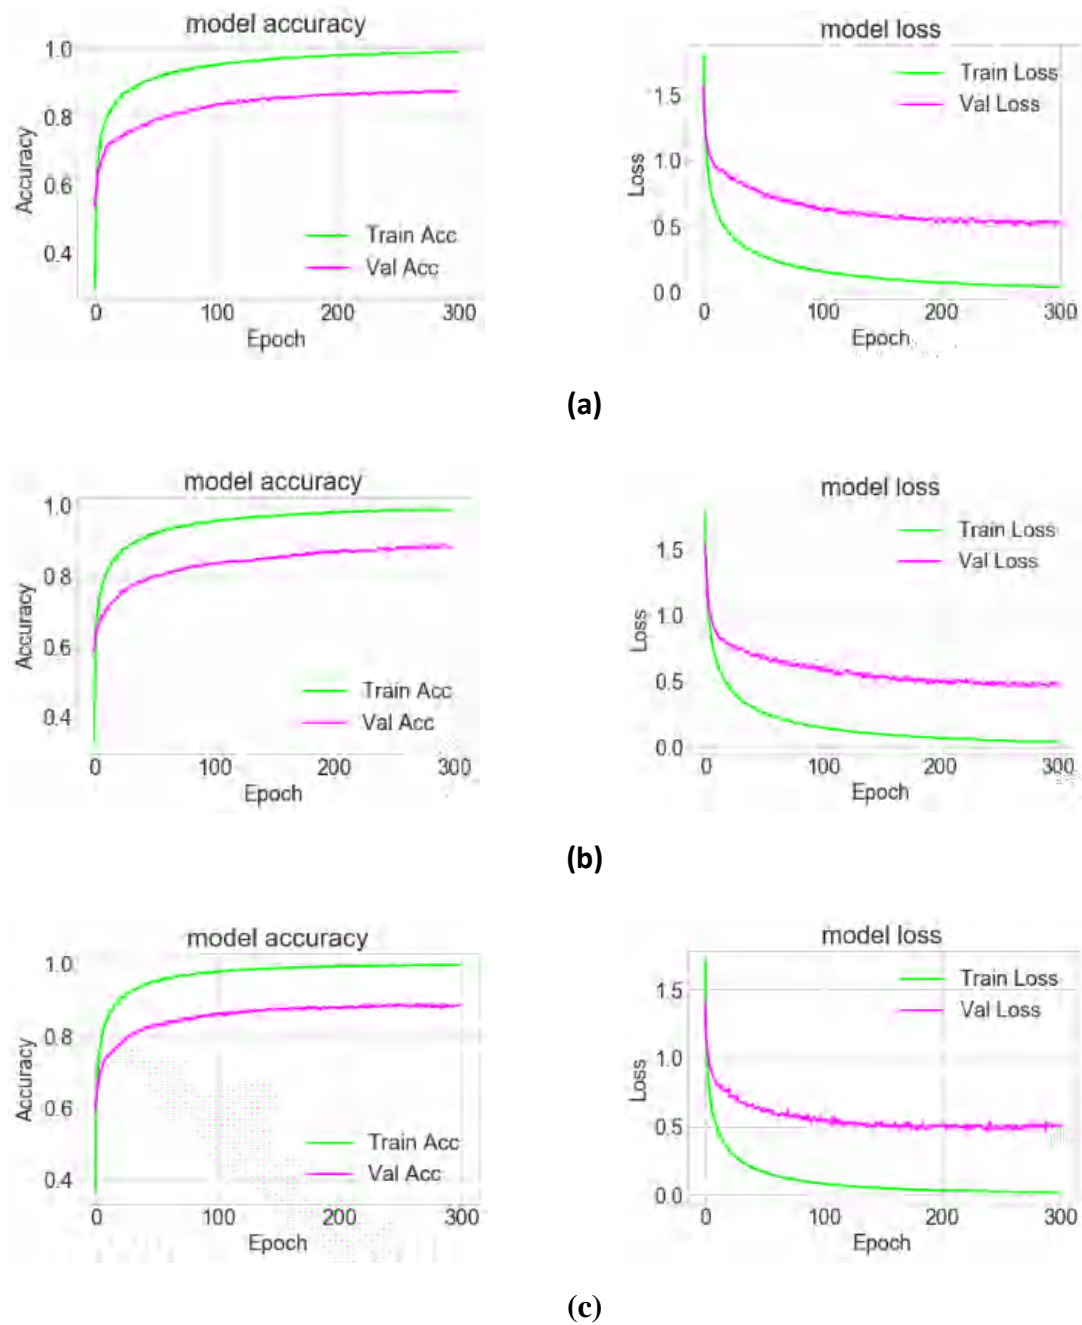 model accuracy
1.0
0.8
0.6
0.4
Accuracy
Train Acc
Val Acc
0 100 200 300
Epoch
model loss
1.5
1.0
0.5
0.0
Loss
Train Loss
Val Loss
0 100 200 300
Epoch
(a)
model accuracy
1.0
0.8
0.6
0.4
Accuracy
Train Acc
Val Acc
0 100 200 300
Epoch
model loss
1.5
1.0
0.5
0.0
Loss
Train Loss
Val Loss
0 100 200 300
Epoch
(b)
model accuracy
1.0
0.8
0.6
0.4
Accuracy
Train Acc
Val Acc
0 100 200 300
Epoch
model loss
1.5
1.0
0.5
0.0
Loss
Train Loss
Val Loss
0 100 200 300
Epoch
(c)